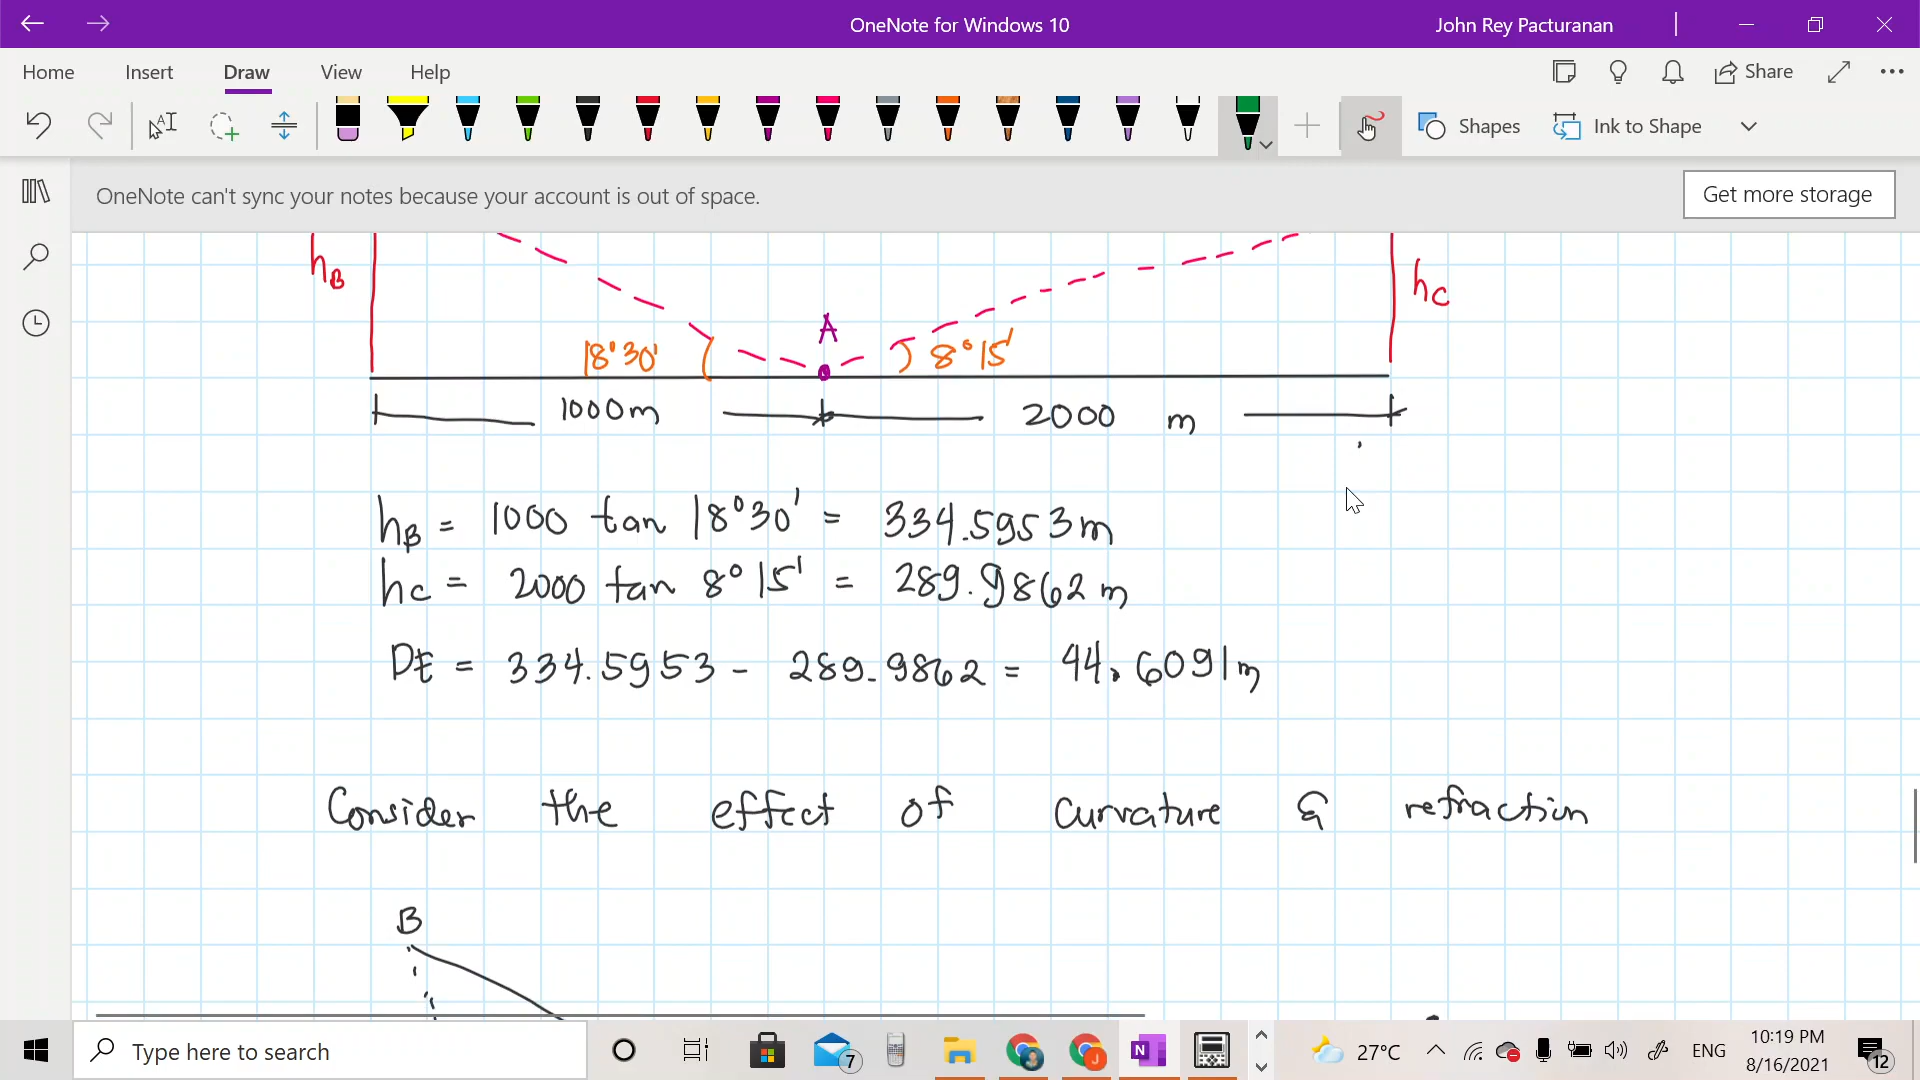 OneNote for Windows 10
John Rey Pacturanan
Home Insert Draw View Help
Share
Shapes
Ink to Shape
OneNote can't sync your notes because your account is out of space.
Get more storage
hB
hc
A
18°30'
8°15'
1000m
2000 m
hB = 1000 tan 18°30' = 334.5953m
hc = 2000 tan 8°15' = 289.9862m
DE = 334.5953 - 289.9862 = 44.6091m
Consider the effect of curvature & refraction
B
Type here to search
7
27°C
ENG
10:19 PM
8/16/2021
12